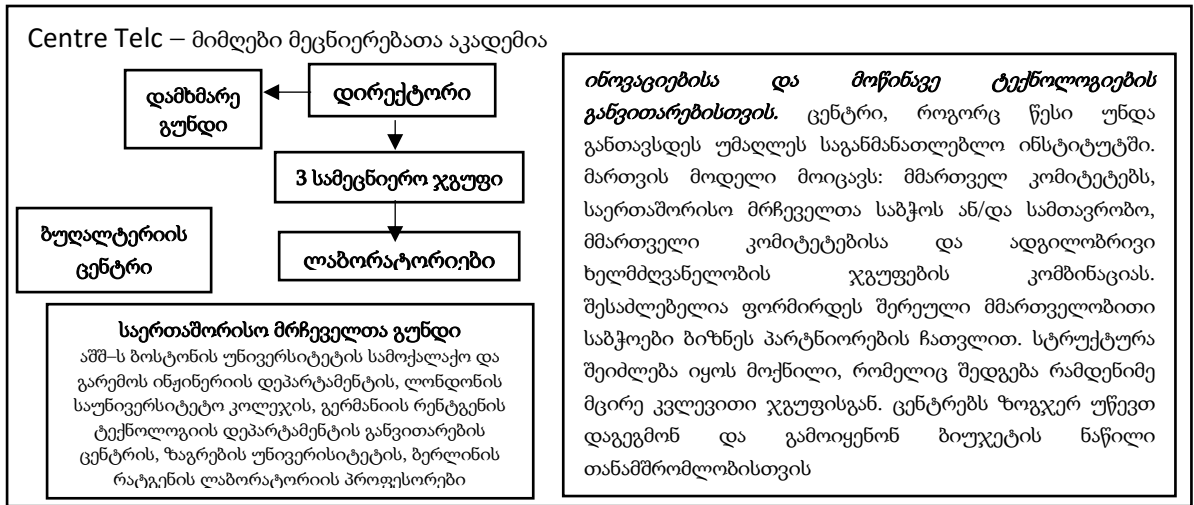 Centre Telc – მიმღები მეცნიერებათა აკადემია
დამხმარე
გუნდი
დირექტორი
3 სამეცნიერო ჯგუფი
ბუღალტერიის
ცენტრი
ლაბორატორიები
საერთაშორისო მრჩეველთა გუნდი
აშშ–ს ბოსტონის უნივერსიტეტის სამოქალაქო და
გარემოს ინჟინერიის დეპარტამენტის, ლონდონის
საუნივერსიტეტო კოლეჯის, გერმანიის რენტგენის
ტექნოლოგიის დეპარტამენტის განვითარების
ცენტრის, ზაგრების უნივერისიტეტის, ბერლინის
რატგენის ლაბორატორიის პროფესორები
ინოვაციებისა და მოწინავე ტექნოლოგიების
განვითარებისთვის. ცენტრი, როგორც წესი უნდა
განთავსდეს უმაღლეს საგანმანათლებლო ინსტიტუტში.
მართვის მოდელი მოიცავს: მმართველ კომიტეტებს,
საერთაშორისო მრჩეველთა საბჭოს ან/და სამთავრობო,
მმართველი კომიტეტებისა და ადგილობრივი
ხელმძღვანელობის ჯგუფების კომბინაციას.
შესაძლებელია ფორმირდეს შერეული მმართველობითი
საბჭოები ბიზნეს პარტნიორების ჩათვლით. სტრუქტურა
შეიძლება იყოს მოქნილი, რომელიც შედგება რამდენიმე
მცირე კვლევითი ჯგუფისგან. ცენტრებს ზოგჯერ უწევთ
დაგეგმონ და გამოიყენონ ბიუჯეტის ნაწილი
თანამშრომლობისთვის